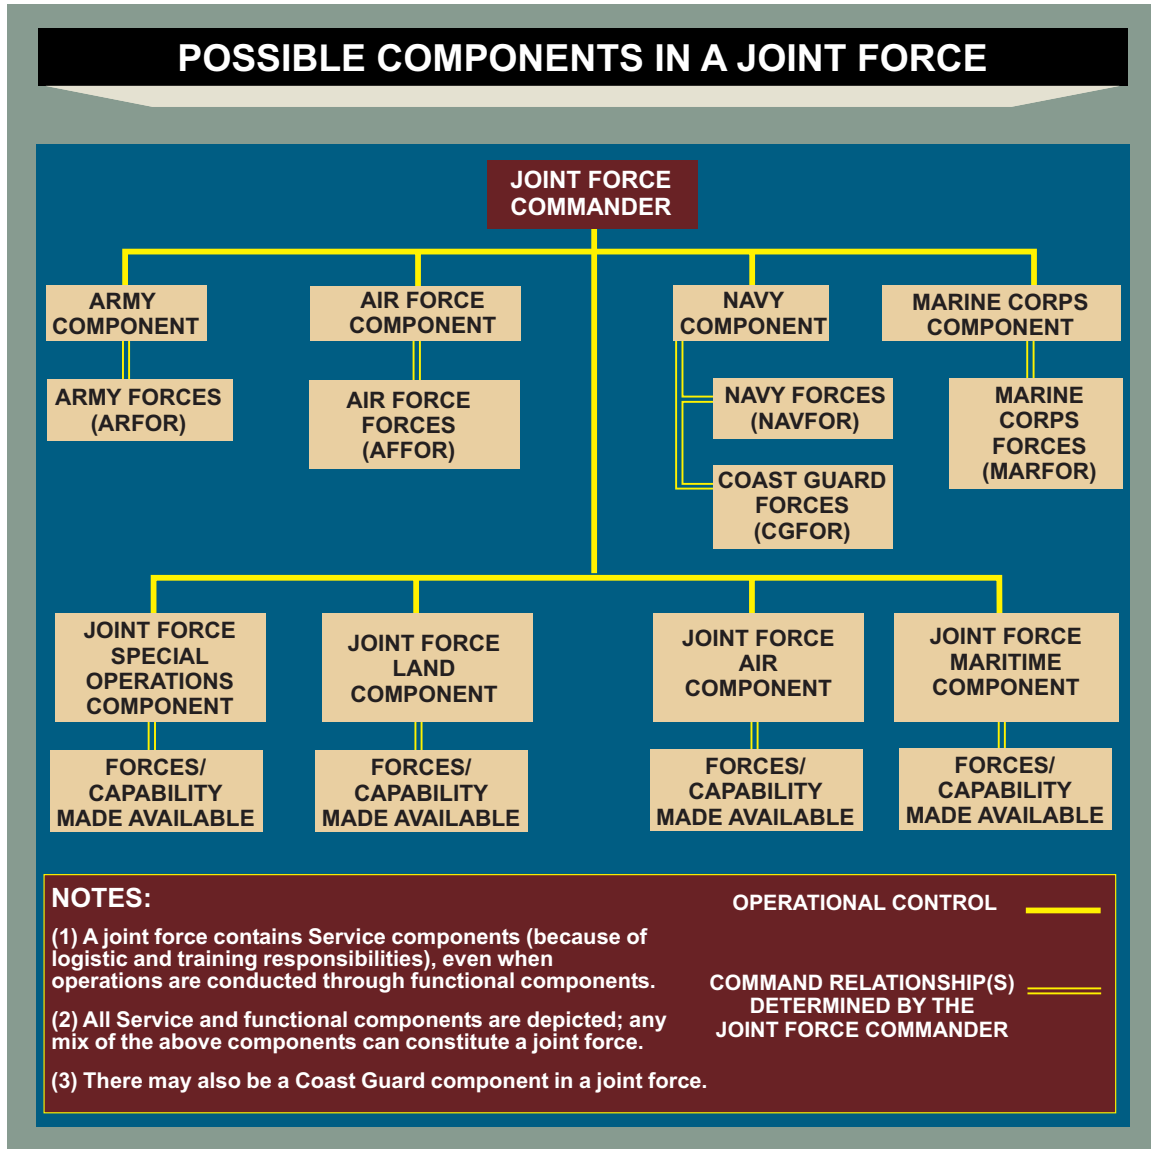 POSSIBLE COMPONENTS IN A JOINT FORCE
JOINT FORCE
COMMANDER
ARMY
COMPONENT
AIR FORCE
COMPONENT
NAVY
COMPONENT
MARINE CORPS
COMPONENT
ARMY FORCES
(ARFOR)
AIR FORCE
FORCES
(AFFOR)
NAVY FORCES
(NAVFOR)
COAST GUARD
FORCES
(CGFOR)
MARINE
CORPS
FORCES
(MARFOR)
JOINT FORCE
SPECIAL
OPERATIONS
COMPONENT
JOINT FORCE
LAND
COMPONENT
JOINT FORCE
AIR
COMPONENT
JOINT FORCE
MARITIME
COMPONENT
FORCES/
CAPABILITY
MADE AVAILABLE
FORCES/
CAPABILITY
MADE AVAILABLE
FORCES/
CAPABILITY
MADE AVAILABLE
FORCES/
CAPABILITY
MADE AVAILABLE
NOTES:
(1) A joint force contains Service components (because of
logistic and training responsibilities), even when
operations are conducted through functional components.
(2) All Service and functional components are depicted; any
mix of the above components can constitute a joint force.
(3) There may also be a Coast Guard component in a joint force.
OPERATIONAL CONTROL
COMMAND RELATIONSHIP(S)
DETERMINED BY THE
JOINT FORCE COMMANDER